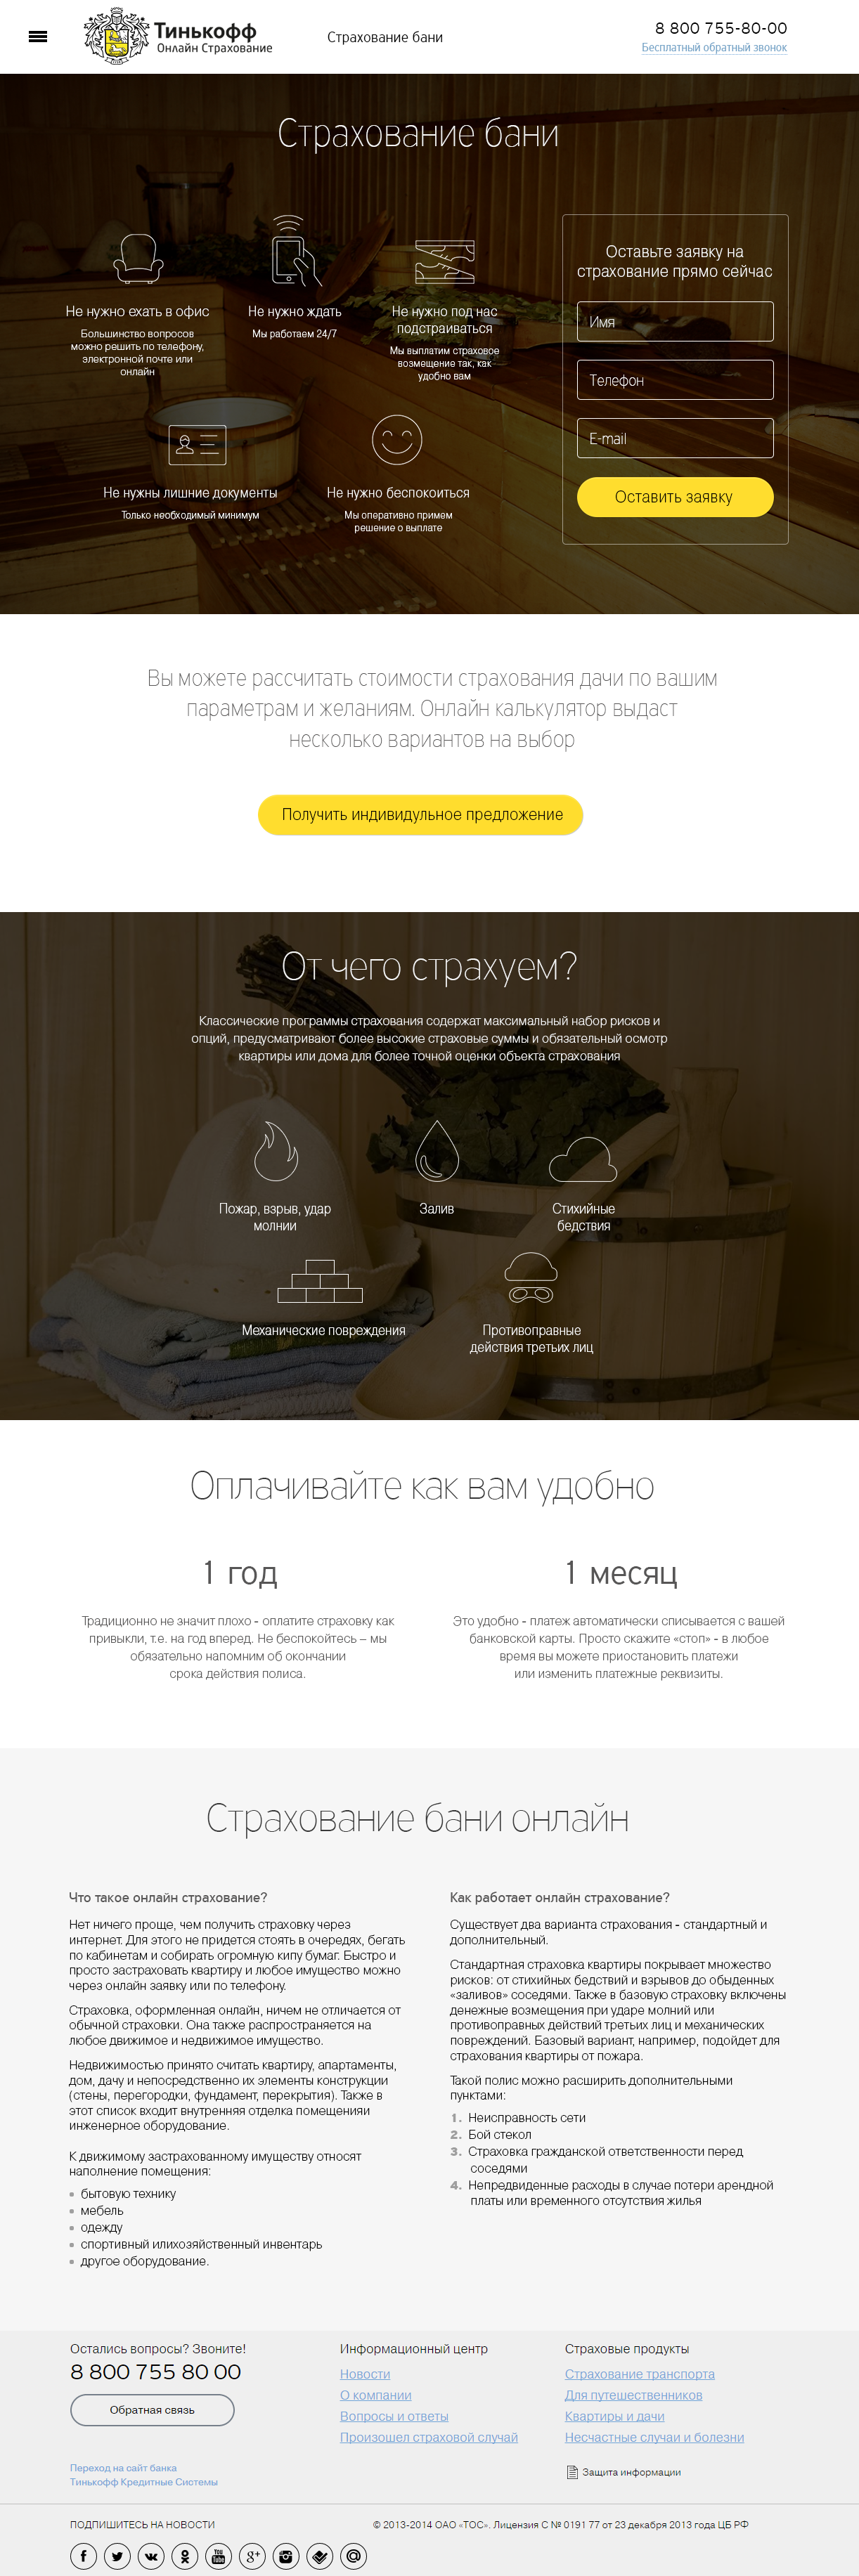 Тинькофф
Онлайн Страхование
Страхование бани
8 800 755-80-00
Бесплатный обратный звонок
Страхование бани
Не нужно ехать в офис
Большинство вопросов
можно решить по телефону,
электронной почте или
онлайн
Не нужно ждать
Мы работаем 24/7
Не нужно под нас
подстраиваться
Мы выплатим страховое
возмещение так, как
удобно вам
Не нужны лишние документы
Только необходимый минимум
Не нужно беспокоиться
Мы оперативно примем
решение о выплате
Оставьте заявку на
страхование прямо сейчас
Имя
Телефон
E-mail
Оставить заявку
Вы можете рассчитать стоимости страхования дачи по вашим
параметрам и желаниям. Онлайн калькулятор выдаст
несколько вариантов на выбор
Получить индивидульное предложение
От чего страхуем?
Классические программы страхования содержат максимальный набор рисков и
опций, предусматривают более высокие страховые суммы и обязательный осмотр
квартиры или дома для более точной оценки объекта страхования
Пожар, взрыв, удар
молнии
Залив
Стихийные
бедствия
Механические повреждения
Противоправные
действия третьих лиц
Оплачивайте как вам удобно
1 год
Традиционно не значит плохо - оплатите страховку как
привыкли, т.е. на год вперед. Не беспокойтесь – мы
обязательно напомним об окончании
срока действия полиса.
1 месяц
Это удобно - платеж автоматически списывается с вашей
банковской карты. Просто скажите «стоп» - в любое
время вы можете приостановить платежи
или изменить платежные реквизиты.
Страхование бани онлайн
Что такое онлайн страхование?
Нет ничего проще, чем получить страховку через
интернет. Для этого не придется стоять в очередях, бегать
по кабинетам и собирать огромную кипу бумаг. Быстро и
просто застраховать квартиру и любое имущество можно
через онлайн заявку или по телефону.
Страховка, оформленная онлайн, ничем не отличается от
обычной страховки. Она также распространяется на
любое движимое и недвижимое имущество.
Недвижимостью принято считать квартиру, апартаменты,
дом, дачу и непосредственно их элементы конструкции
(стены, перегородки, фундамент, перекрытия). Также в
этот список входит внутренняя отделка помещенияи
инженерное оборудование.
К движимому застрахованному имуществу относят
наполнение помещения:
бытовую технику
мебель
одежду
спортивный илихозяйственный инвентарь
другое оборудование.
Как работает онлайн страхование?
Существует два варианта страхования - стандартный и
дополнительный.
Стандартная страховка квартиры покрывает множество
рисков: от стихийных бедствий и взрывов до обыденных
«заливов» соседями. Также в базовую страховку включены
денежные возмещения при ударе молний или
противоправных действий третьих лиц и механических
повреждений. Базовый вариант, например, подойдет для
страхования квартиры от пожара.
Такой полис можно расширить дополнительными
пунктами:
1. Неисправность сети
2. Бой стекол
3. Страховка гражданской ответственности перед
соседями
4. Непредвиденные расходы в случае потери арендной
платы или временного отсутствия жилья
Остались вопросы? Звоните!
8 800 755 80 00
Обратная связь
Переход на сайт банка
Тинькофф Кредитные Системы
Информационный центр
Новости
О компании
Вопросы и ответы
Произошел страховой случай
Страховые продукты
Страхование транспорта
Для путешественников
Квартиры и дачи
Несчастные случаи и болезни
Защита информации
ПОДПИШИТЕСЬ НА НОВОСТИ
© 2013-2014 ОАО «ТОС». Лицензия С № 0191 77 от 23 декабря 2013 года ЦБ РФ